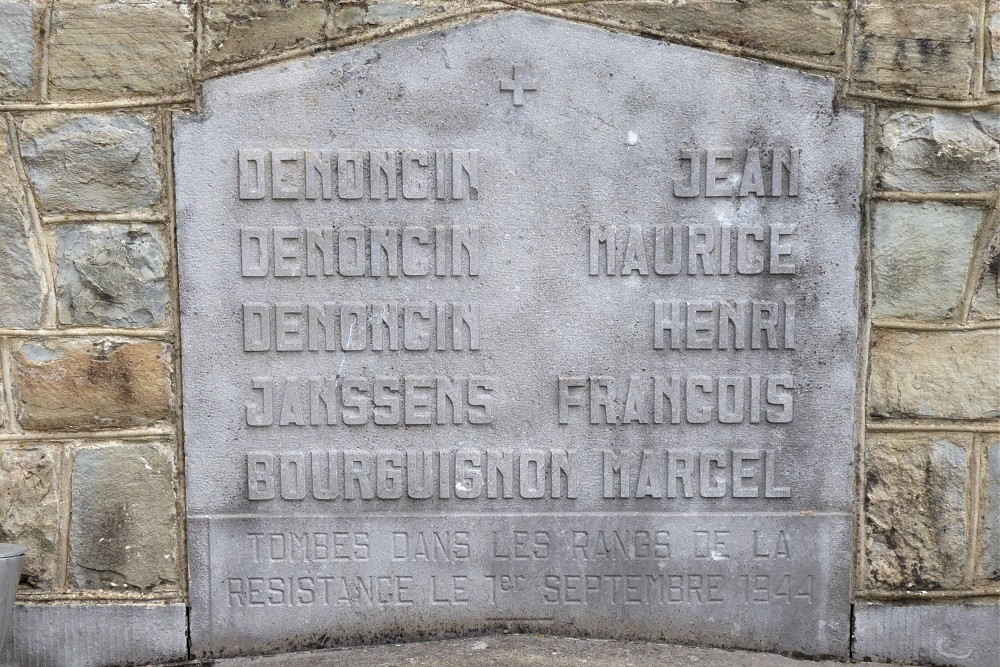 DENONCIN JEAN
DENONCIN MAURICE
DENONCIN HENRI
JANSSENS FRANCOIS
BOURGUIGNON MARCEL
TOMBES DANS LES RANGS DE LA
RESISTANCE LE 1er SEPTEMBRE 1944